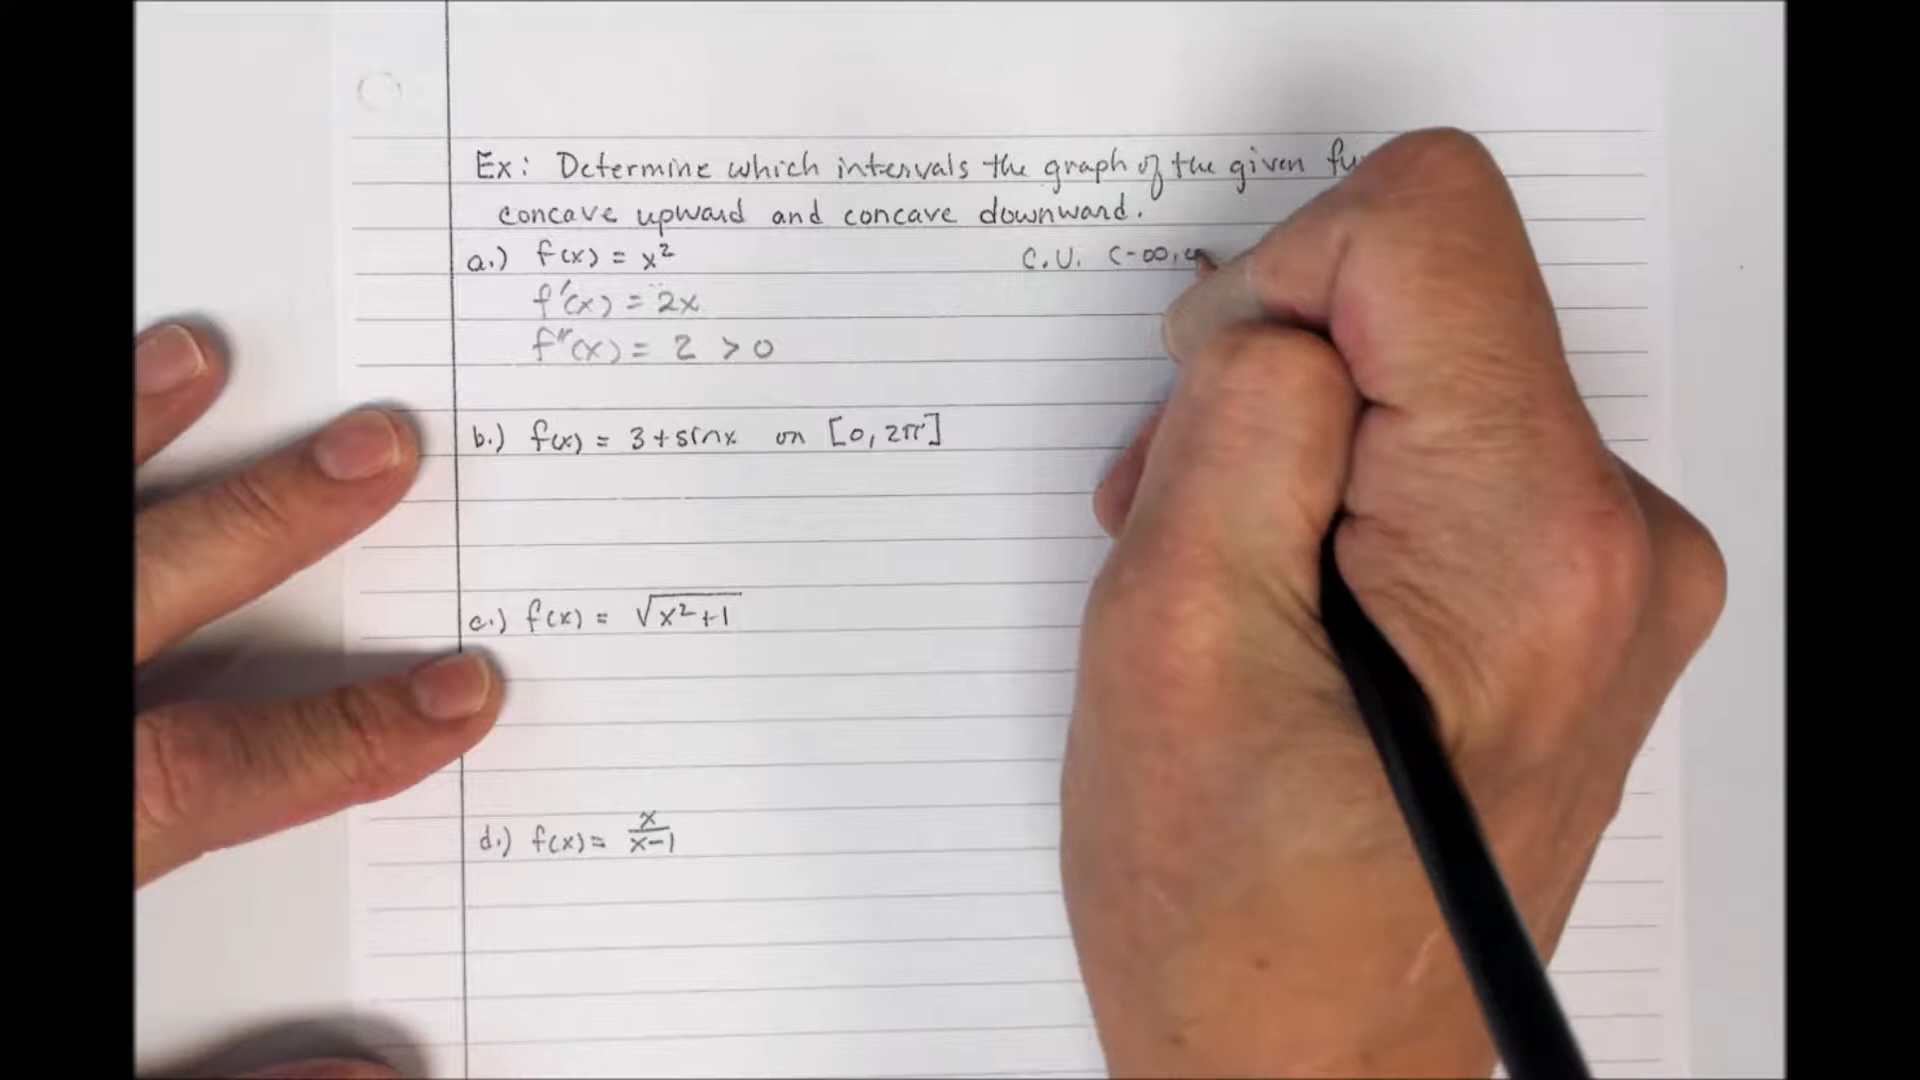 Ex: Determine which intervals the graph of the given
concave upward and concave downward.
a.) f(x) = x² C.U. (-∞,
f'(x) = 2x
f''(x) = 2 > 0
b.) f(x) = 3 + sinx on [0, 2π]
c.) f(x) = √(x²+1)
d.) f(x) = x/(x-1)